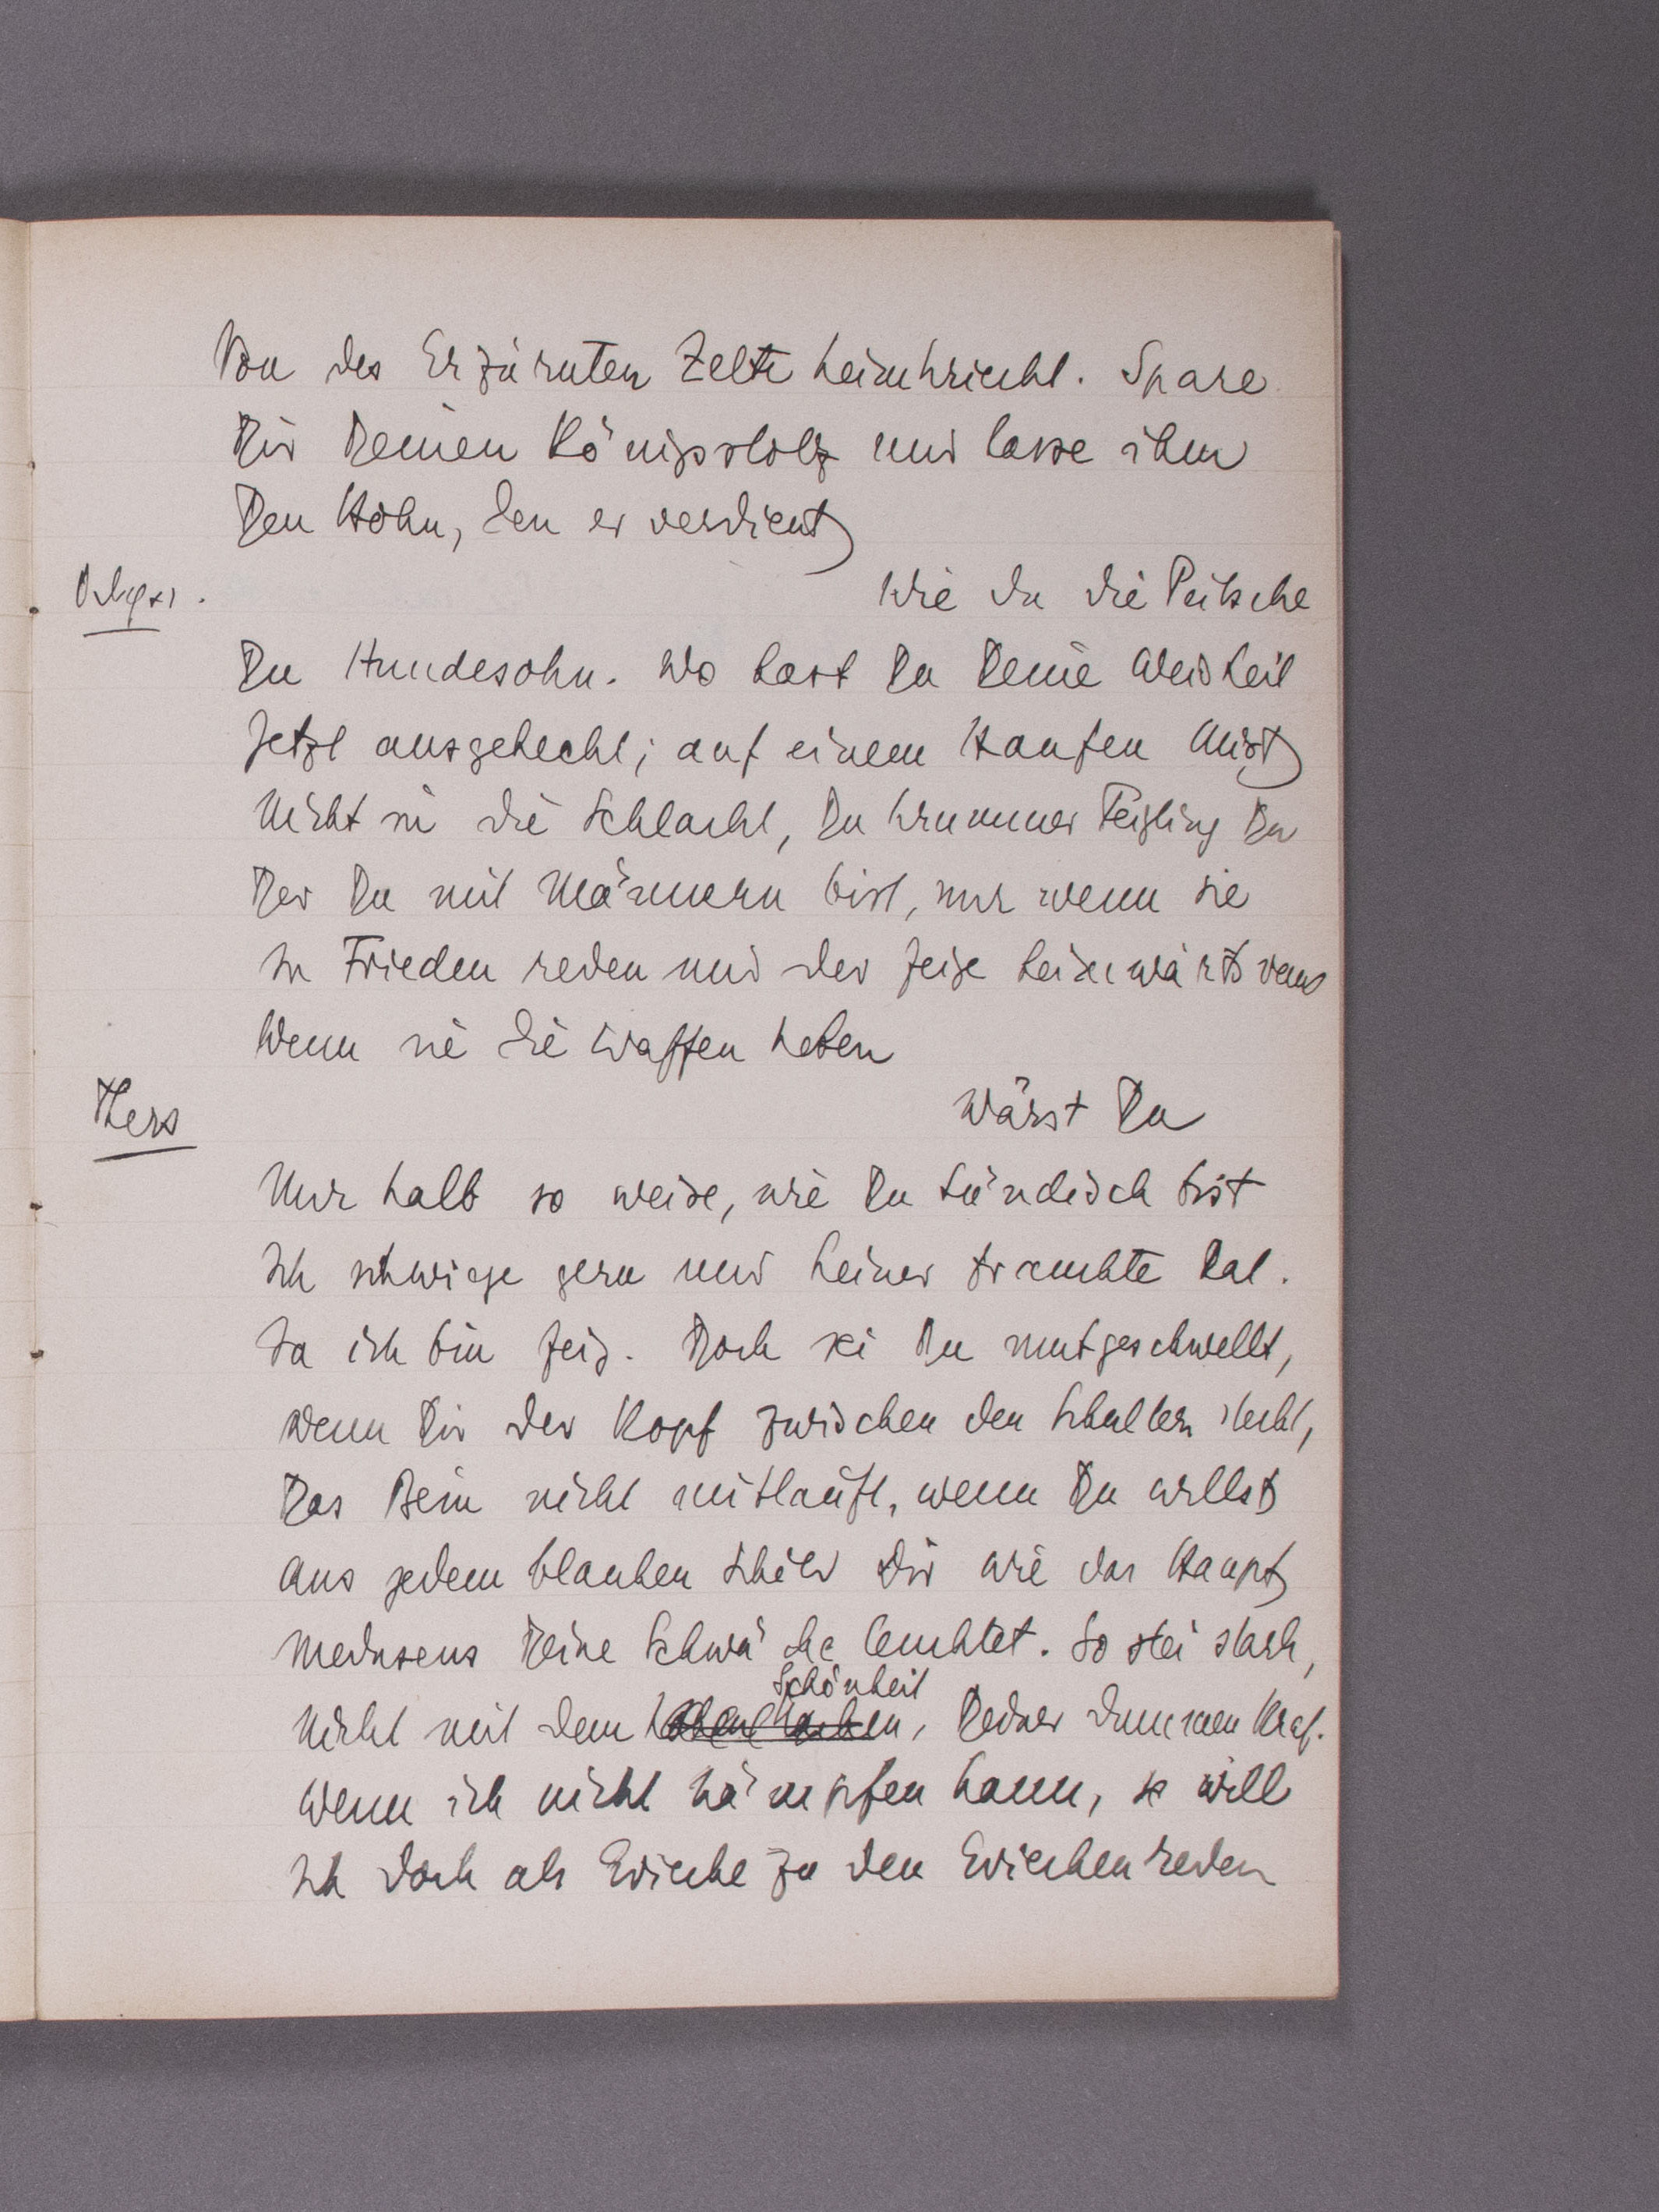 Von des Erzürnten Zelte heimkriecht. Spare
Dir Deinen Königsstolz und lasse ihm
Den Hohn, den er verdient
Odyss.
Wie du die Peitsche
Du Hundesohn. Wo hast Du Deine Weisheit
Jetzt ausgeheckt; auf einem Haufen Mist
Nicht in die Schlacht, Du krummer Feigling Du
Der Du mit Männern bist, nur wenn sie
In Frieden reden und der feige heimwärts
Wenn sie die Waffen heben
Thers
Wärst Du
Nur halb so weise, wie Du hündisch bist
Ich schwiege gern und keiner brauchte Rat.
Ja ich bin feig. Doch sei Du mutgeschwellt,
wenn Dir der Kopf zwischen den Schultern steckt,
Das Bein nicht mitläuft, wenn Du willst
Aus jedem blanken Schild Dir wie das Haupt
Medusens Deine Schwäche leuchtet. So sei stark,
Schönheit
Nicht mit dem, Deiner dummen Kraf.
Wenn ich nicht kämpfen kann, so will
Ich doch als Grieche zu den Griechen reden